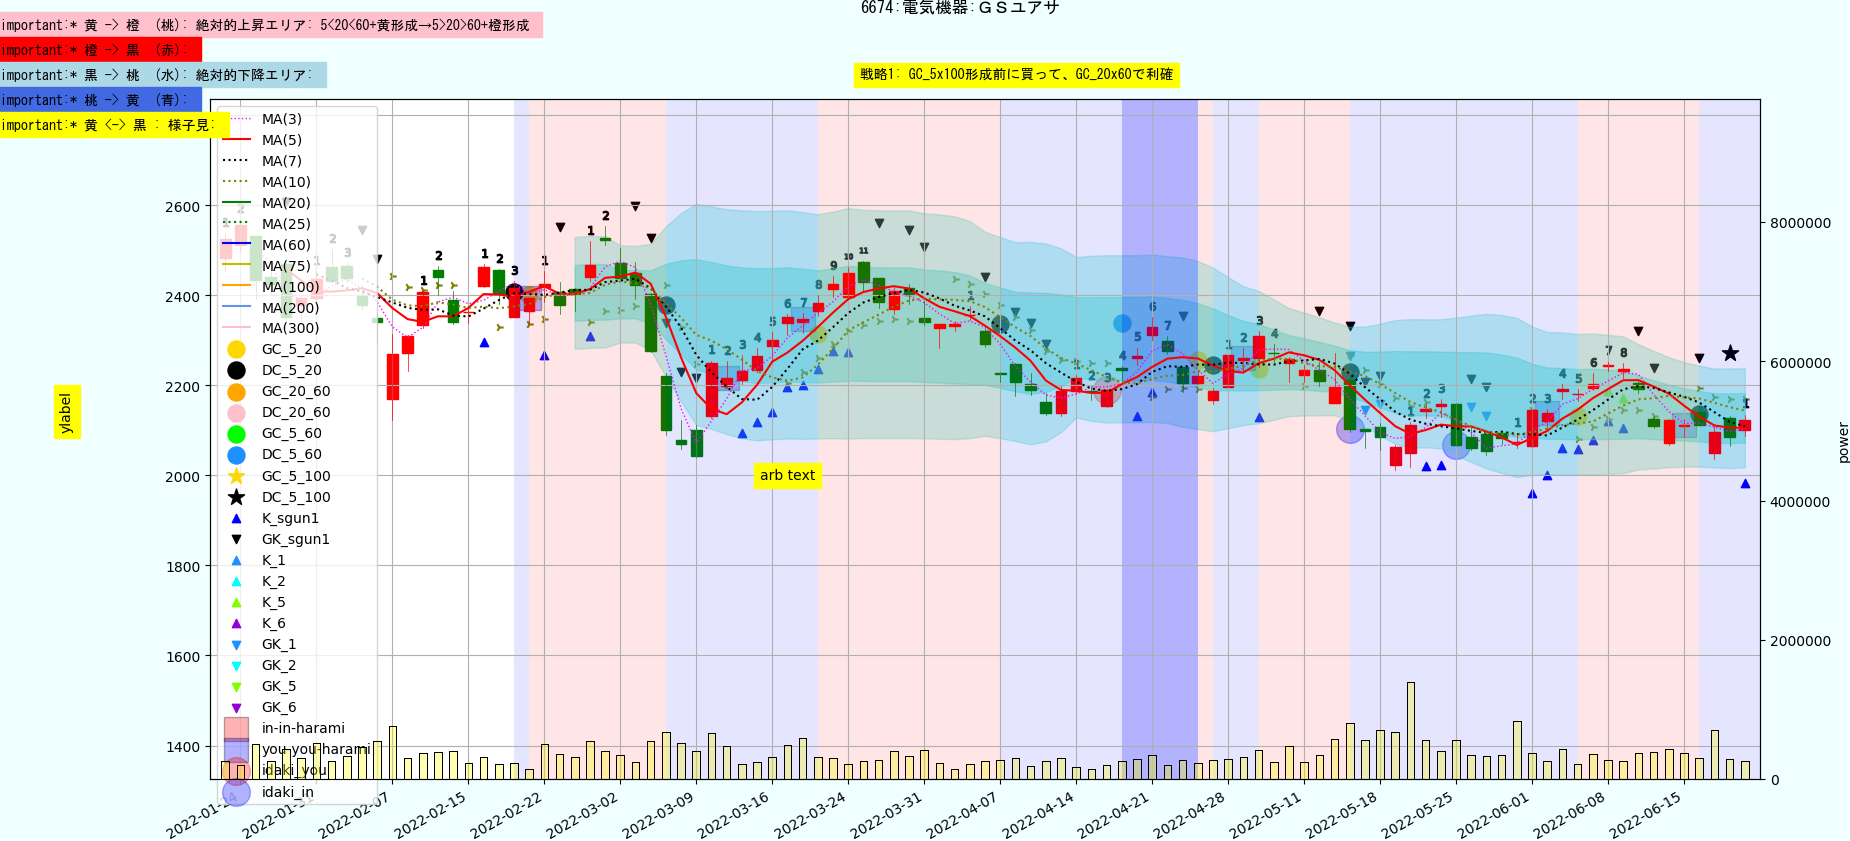 6674:電気機器:ＧＳユアサ
important:* 黄 -> 橙 (桃): 絶対的上昇エリア: 5<20<60+黄形成→5>20>60+橙形成
important:* 橙 -> 黒 (赤):
important:* 黒 -> 桃 (水): 絶対的下降エリア:
戦略1: GC_5x100形成前に買って、GC_20x60で利確
important:* 桃 -> 黄 (青):
important:* 黄 <-> 黒 : 様子見:
MA(3)
MA(5)
MA(7)
MA(10)
MA(20)
MA(25)
MA(60)
MA(75)
MA(100)
MA(200)
MA(300)
GC_5_20
DC_5_20
GC_20_60
DC_20_60
GC_5_60
DC_5_60
GC_5_100
DC_5_100
K_sgun1
GK_sgun1
K_1
K_2
K_5
K_6
GK_1
GK_2
GK_5
GK_6
in-in-harami
you-you-harami
idaki_you
idaki_in
arb text
ylabel
power
2600
2400
2200
2000
1800
1600
1400
8000000
6000000
4000000
2000000
0
2022-01-24
2022-01-31
2022-02-07
2022-02-15
2022-02-22
2022-03-02
2022-03-09
2022-03-16
2022-03-24
2022-03-31
2022-04-07
2022-04-14
2022-04-21
2022-04-28
2022-05-11
2022-05-18
2022-05-25
2022-06-01
2022-06-08
2022-06-15